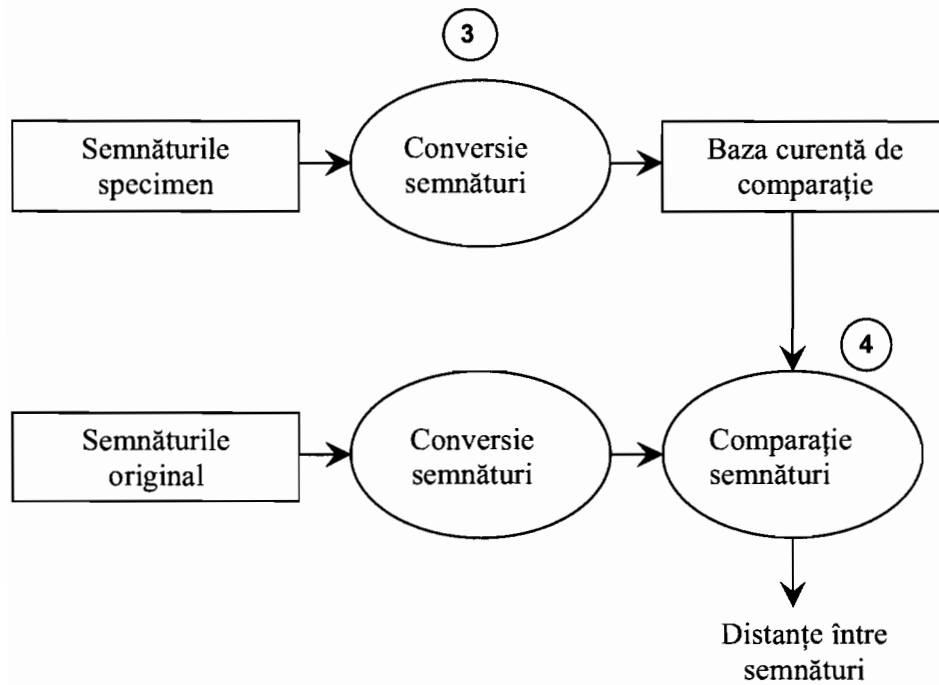 3
Semnăturile
specimen
Conversie
semnături
Baza curentă de
comparație
4
Semnăturile
original
Conversie
semnături
Comparație
semnături
Distanțe între
semnături